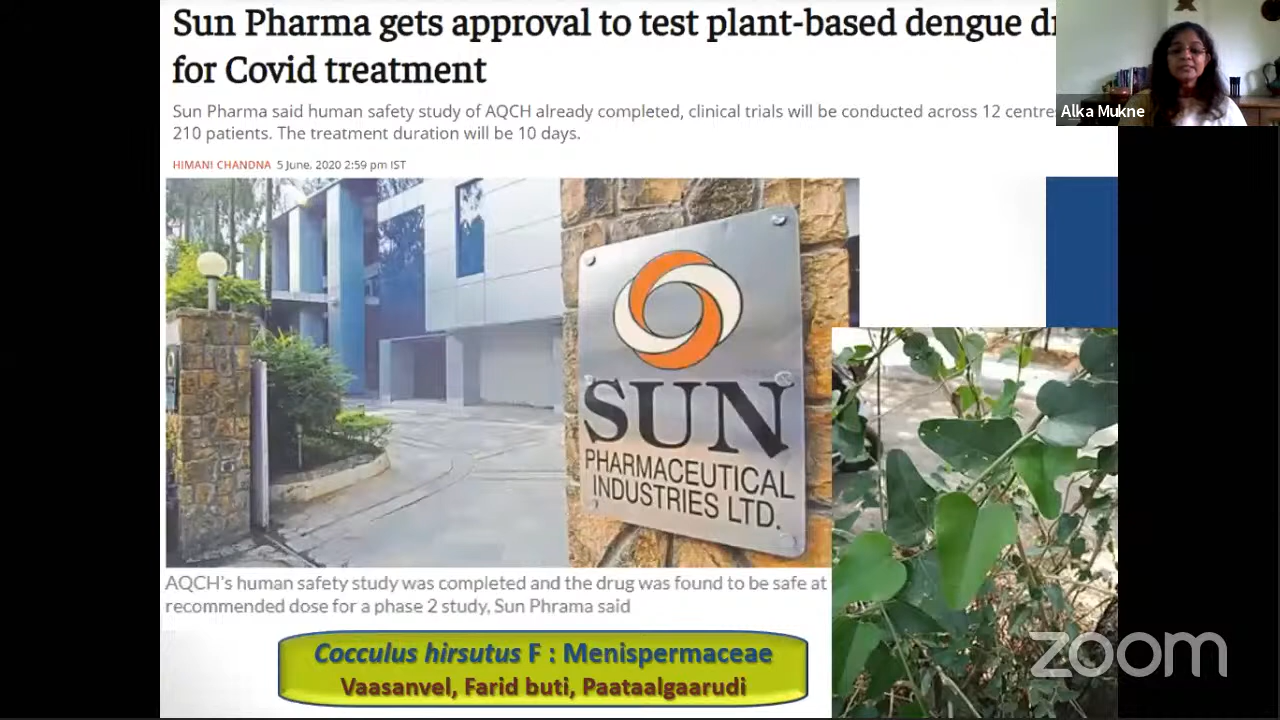 Sun Pharma gets approval to test plant-based dengue
for Covid treatment
Sun Pharma said human safety study of AQCH already completed, clinical trials will be conducted across 12
210 patients. The treatment duration will be 10 days.
HIMANI CHANDNA 5 June, 2020 2:59 pm IST
Alka Mukne
SUN
PHARMACEUTICAL
INDUSTRIES LTD.
AQCH's human safety study was completed and the drug was found to be safe at
recommended dose for a phase 2 study, Sun Phrama said
Cocculus hirsutus F : Menispermaceae
Vaasanvel, Farid buti, Paataalgaarudi
zoom